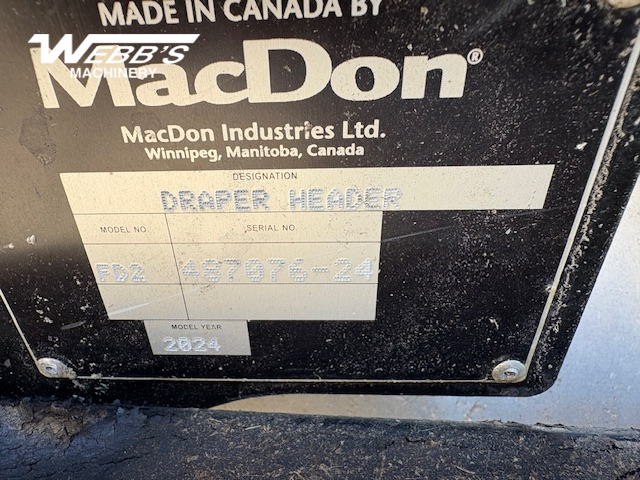 MADE IN CANADA BY
WEBB'S
MACHINERY
MacDon®
MacDon Industries Ltd.
Winnipeg, Manitoba, Canada
DESIGNATION
DRAPER HEADER
MODEL NO
SERIAL NO.
FD2
487076-24
MODEL YEAR
2024